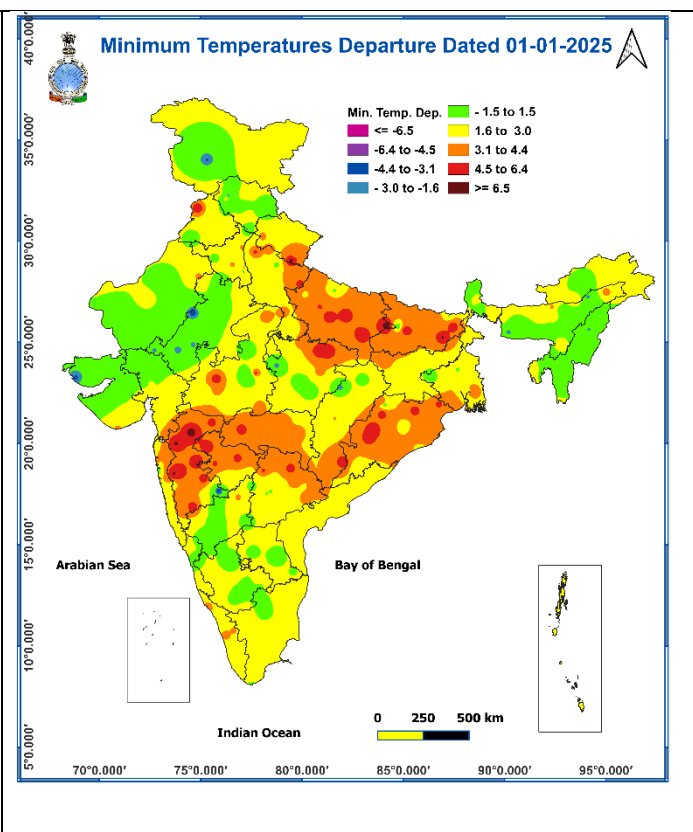 Minimum Temperatures Departure Dated 01-01-2025
Min. Temp. Dep.
<= -6.5
-6.4 to -4.5
-4.4 to -3.1
- 3.0 to -1.6
- 1.5 to 1.5
1.6 to 3.0
3.1 to 4.4
4.5 to 6.4
>= 6.5
40°0.000'
35°0.000'
30°0.000'
25°0.000'
20°0.000'
15°0.000'
10°0.000'
5°0.000'
Arabian Sea
Bay of Bengal
Indian Ocean
0 250 500 km
70°0.000' 75°0.000' 80°0.000' 85°0.000' 90°0.000' 95°0.000'